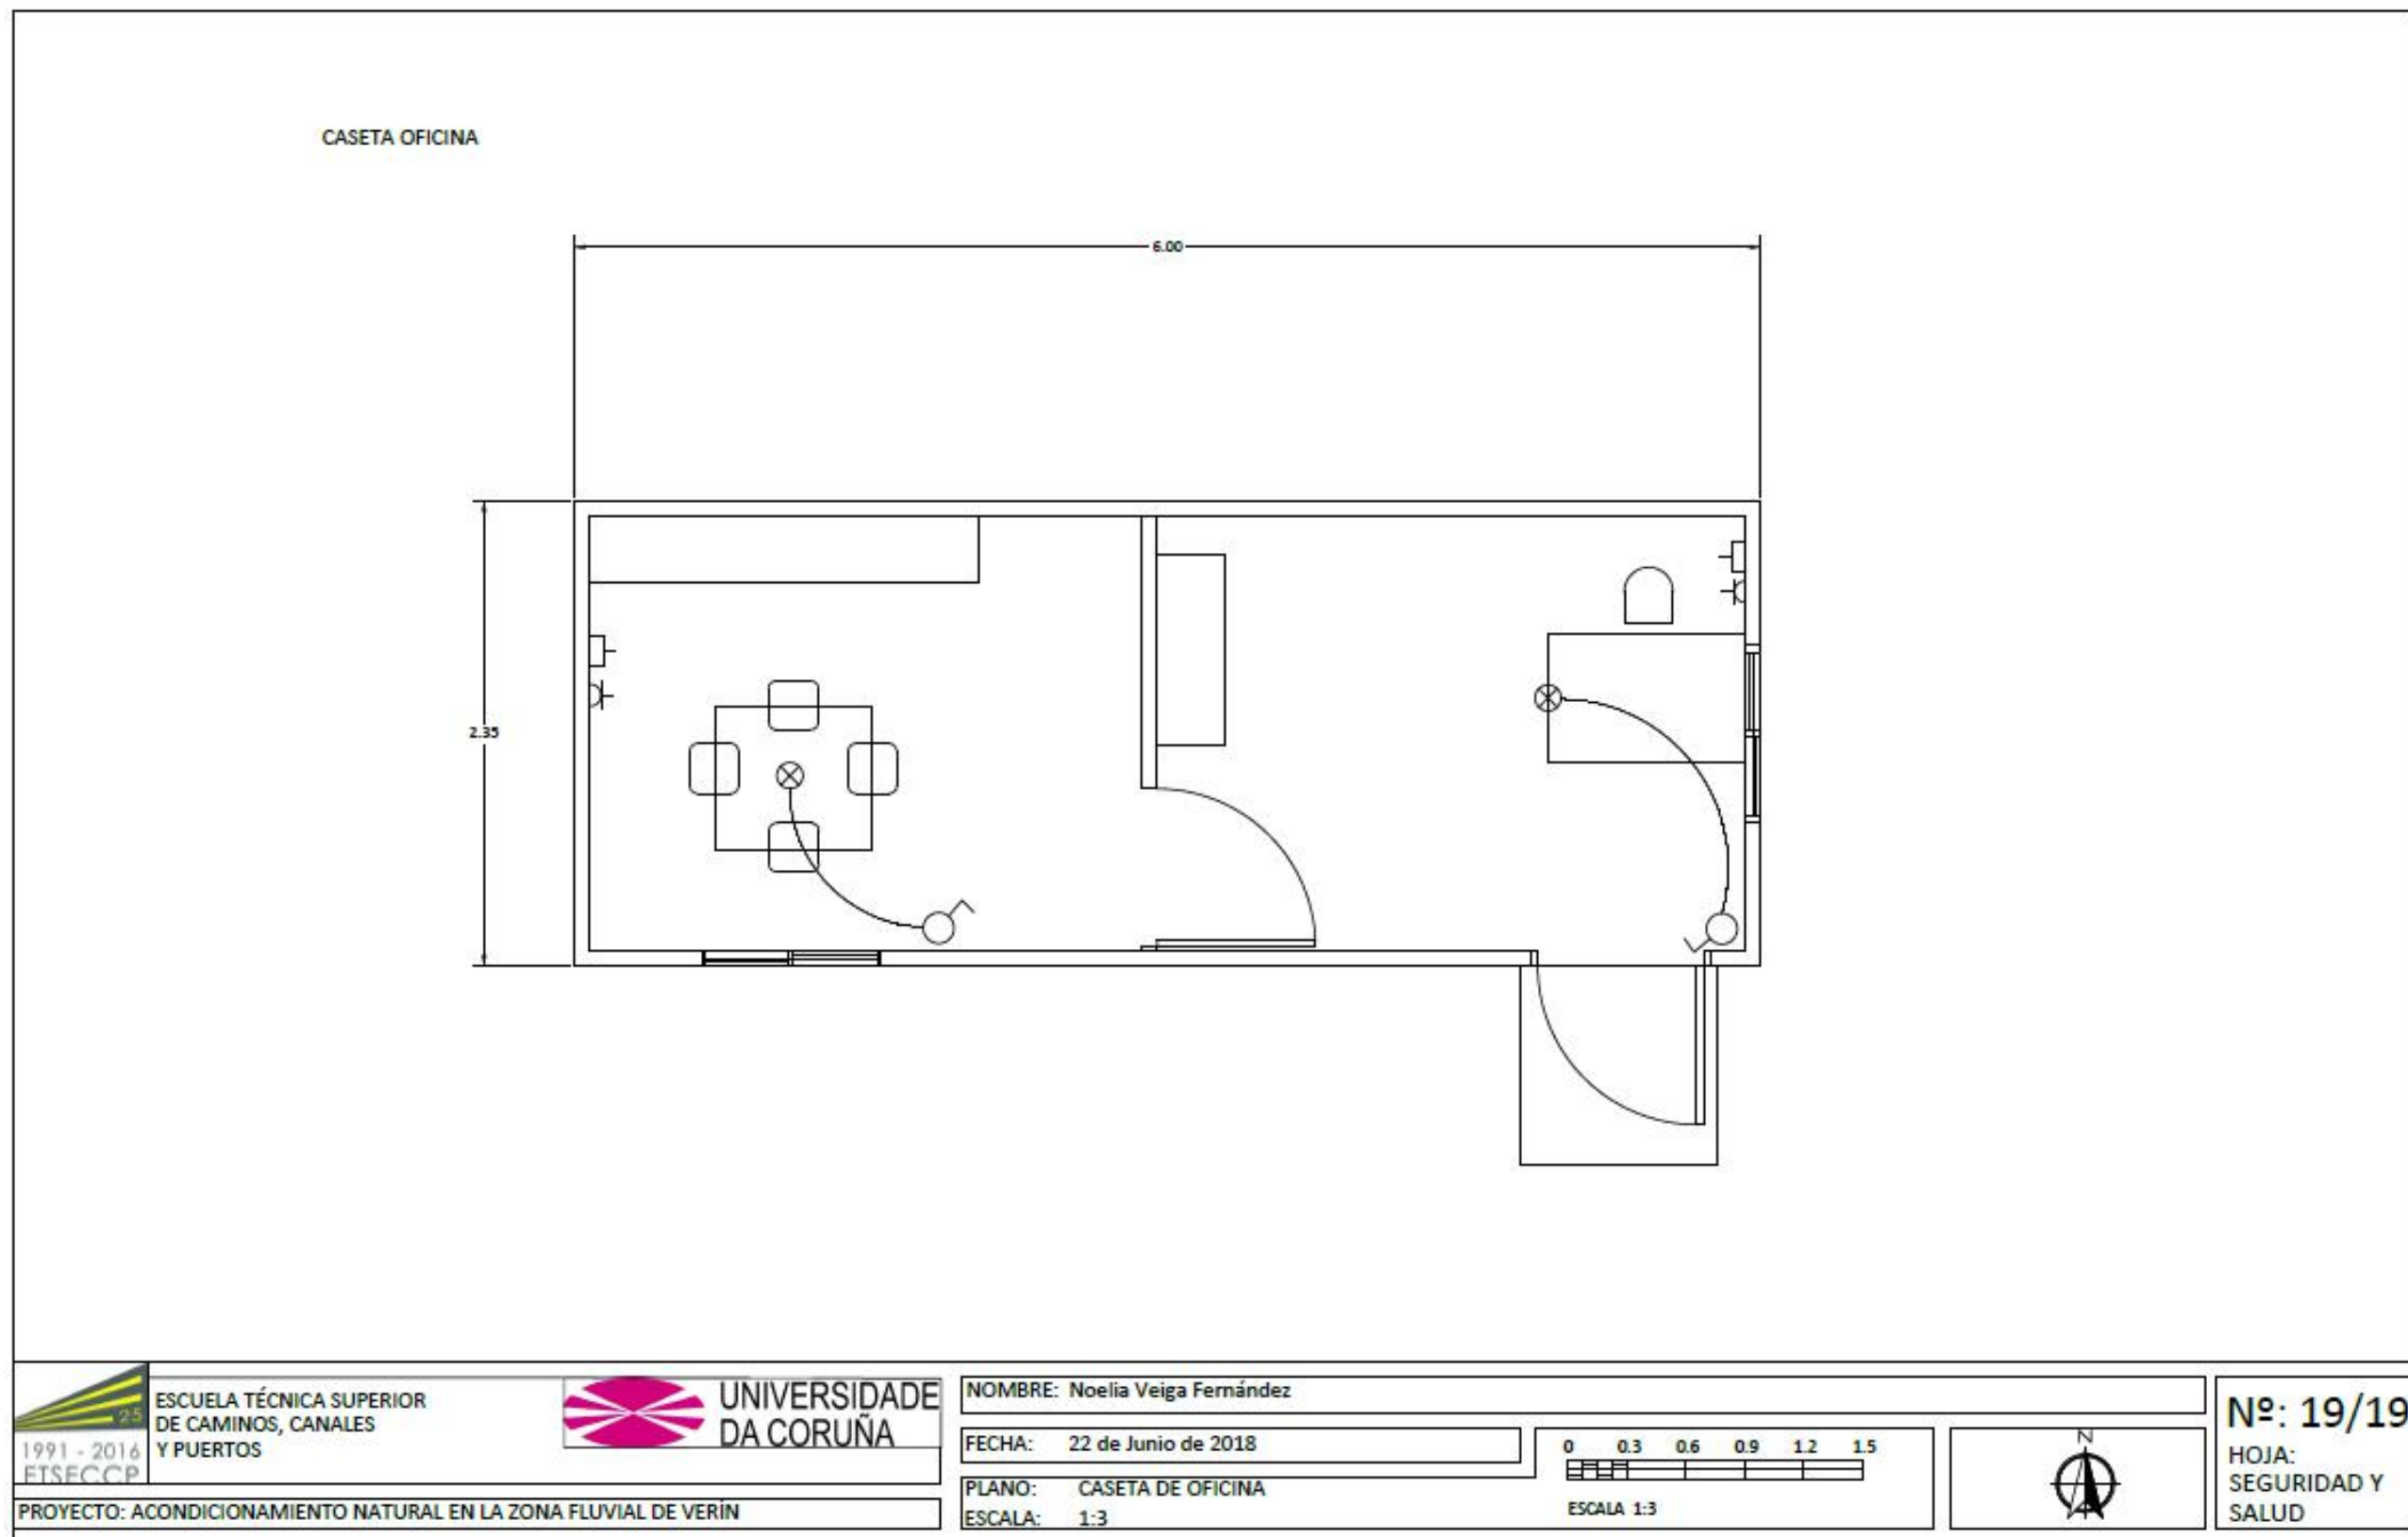 CASETA OFICINA
6.00
2.35
25
1991 - 2016
ETSECCP
ESCUELA TÉCNICA SUPERIOR
DE CAMINOS, CANALES
Y PUERTOS
UNIVERSIDADE
DA CORUÑA
PROYECTO: ACONDICIONAMIENTO NATURAL EN LA ZONA FLUVIAL DE VERÍN
NOMBRE: Noelia Veiga Fernández
FECHA: 22 de Junio de 2018
PLANO: CASETA DE OFICINA
ESCALA: 1:3
0 0.3 0.6 0.9 1.2 1.5
ESCALA 1:3
N
Nº: 19/19
HOJA:
SEGURIDAD Y
SALUD